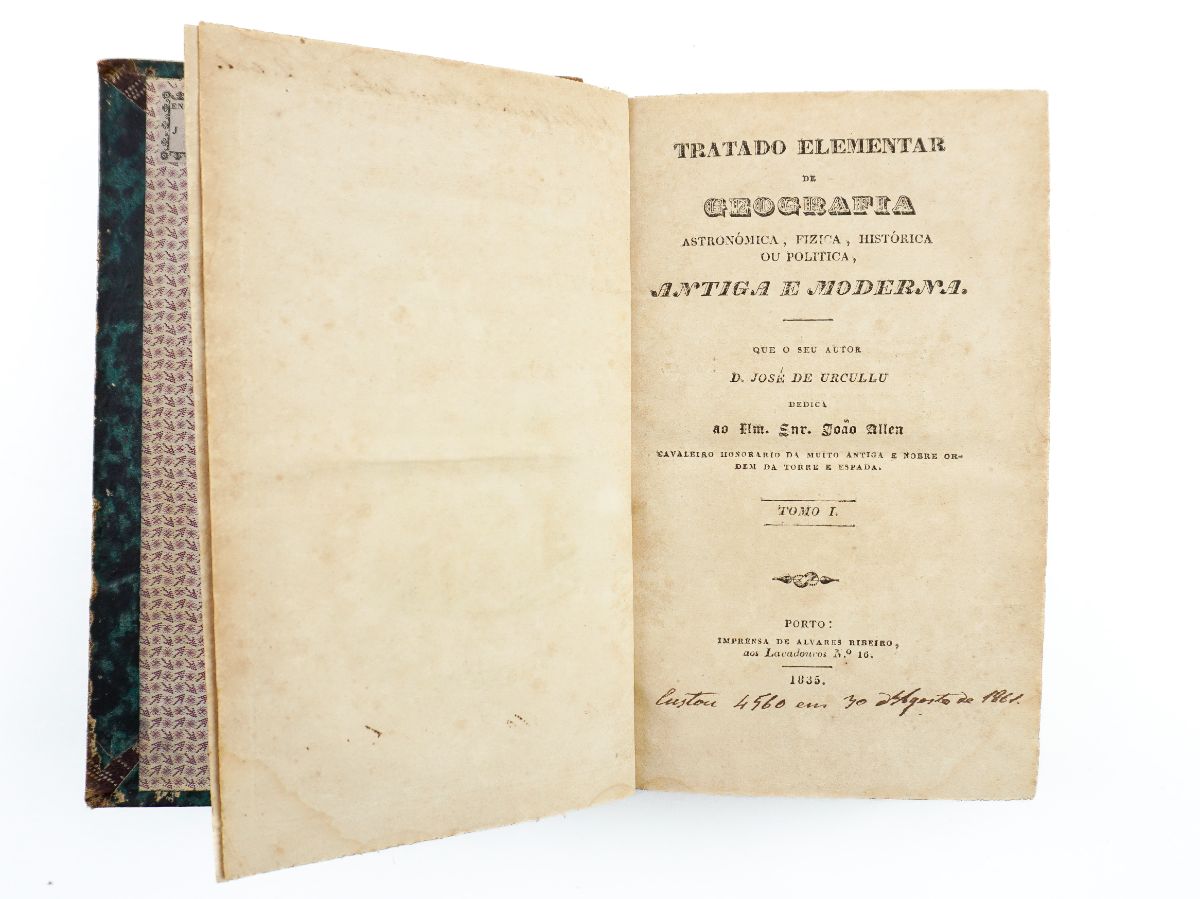 EN
J
TRATADO ELEMENTAR
DE
GEOGRAFIA
ASTRONÓMICA, FIZICA, HISTÓRICA
OU POLITICA,
ANTIGA E MODERNA.
QUE O SEU AUTOR
D. JOSÉ DE URCULLU
DEDICA
ao Ilm. Snr. João Allen
CAVALEIRO HONORARIO DA MUITO ANTIGA E NOBRE OR-
DEM DA TORRE E ESPADA.
TOMO I.
PORTO:
IMPRENSA DE ALVARES RIBEIRO,
aos Lavadouros N.º 16.
1835.
Custou 4560 em 30 d'Agosto de 1861.